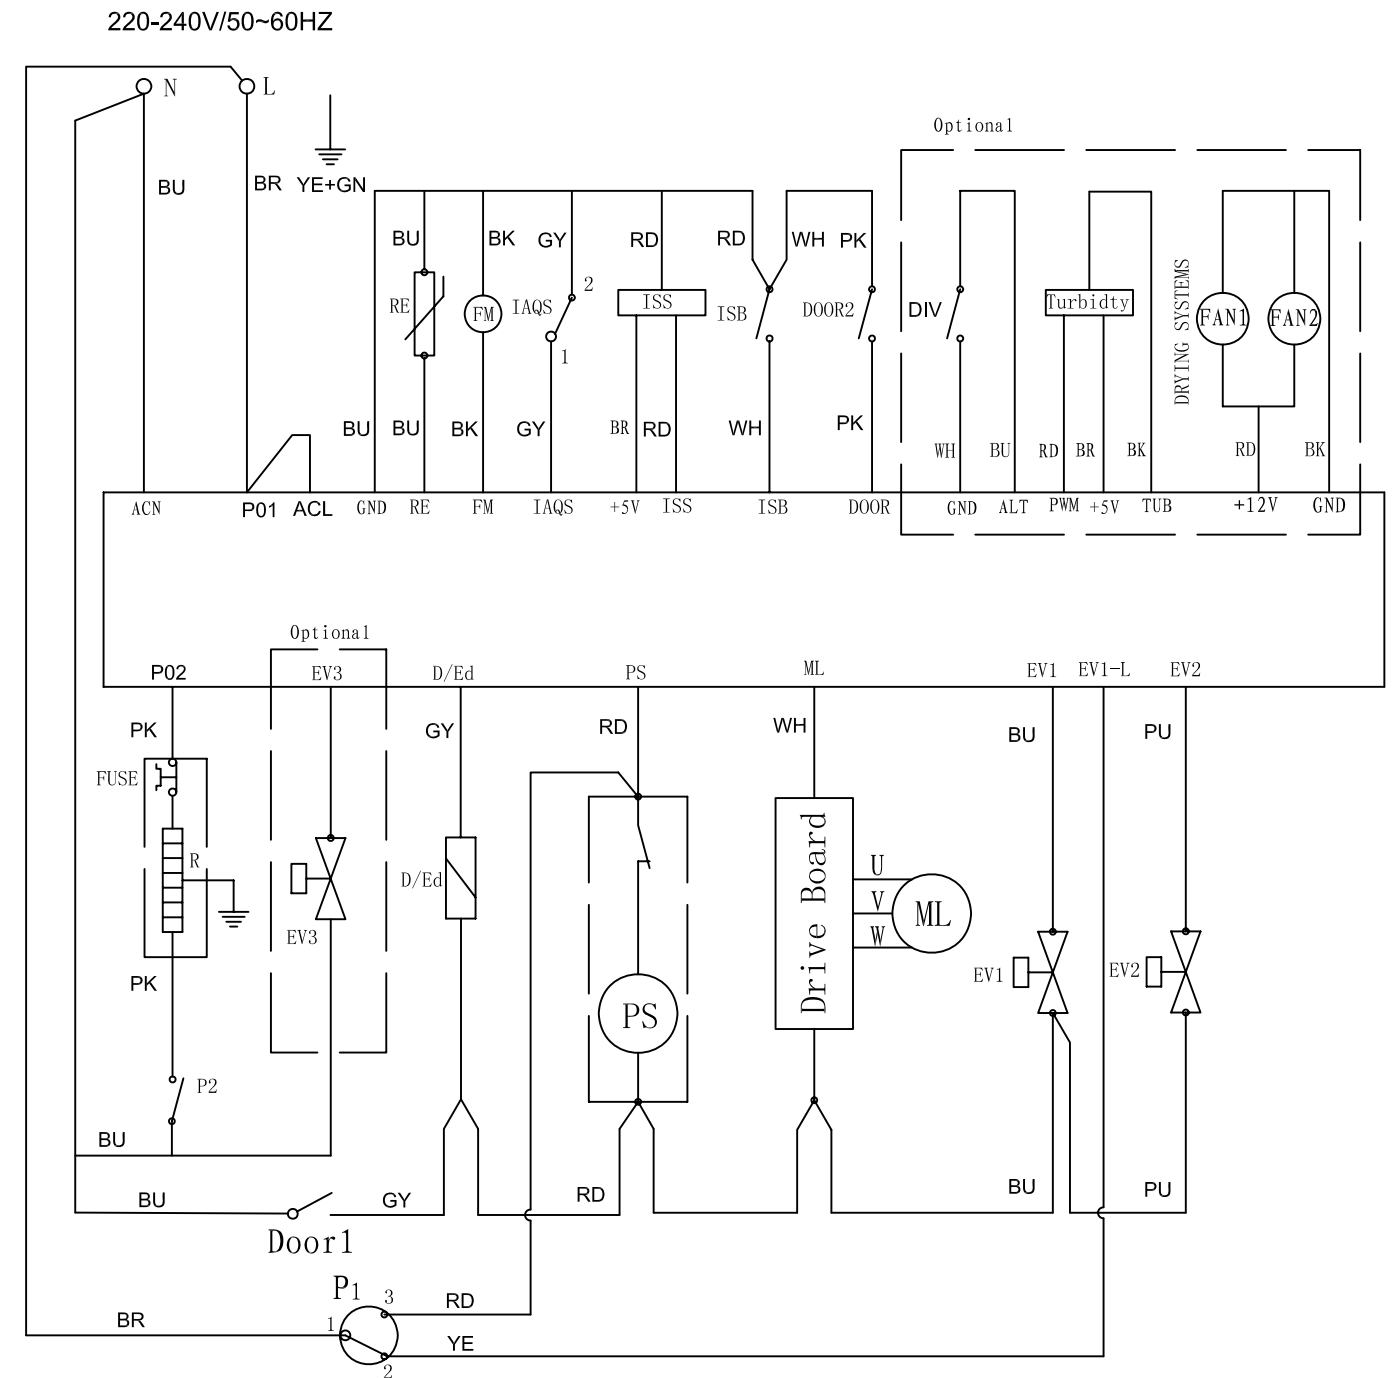 220-240V/50~60HZ
N
L
Optional
BU
BR
YE+GN
BU
BK
GY
RD
RD
WH
PK
2
RE
FM
IAQS
ISS
ISB
DOOR2
DIV
Turbidty
DRYING SYSTEMS
FAN1
FAN2
1
BU
BU
BK
GY
BR
RD
WH
PK
WH
BU
RD
BR
BK
RD
BK
ACN
P01
ACL
GND
RE
FM
IAQS
+5V
ISS
ISB
DOOR
GND
ALT
PWM
+5V
TUB
+12V
GND
Optional
P02
EV3
D/Ed
PS
ML
EV1
EV1-L
EV2
PK
GY
RD
WH
BU
PU
FUSE
R
D/Ed
Drive Board
U
V
W
ML
EV3
EV1
EV2
PK
PS
P2
BU
BU
GY
RD
BU
PU
Door1
P1
3
RD
BR
1
YE
2